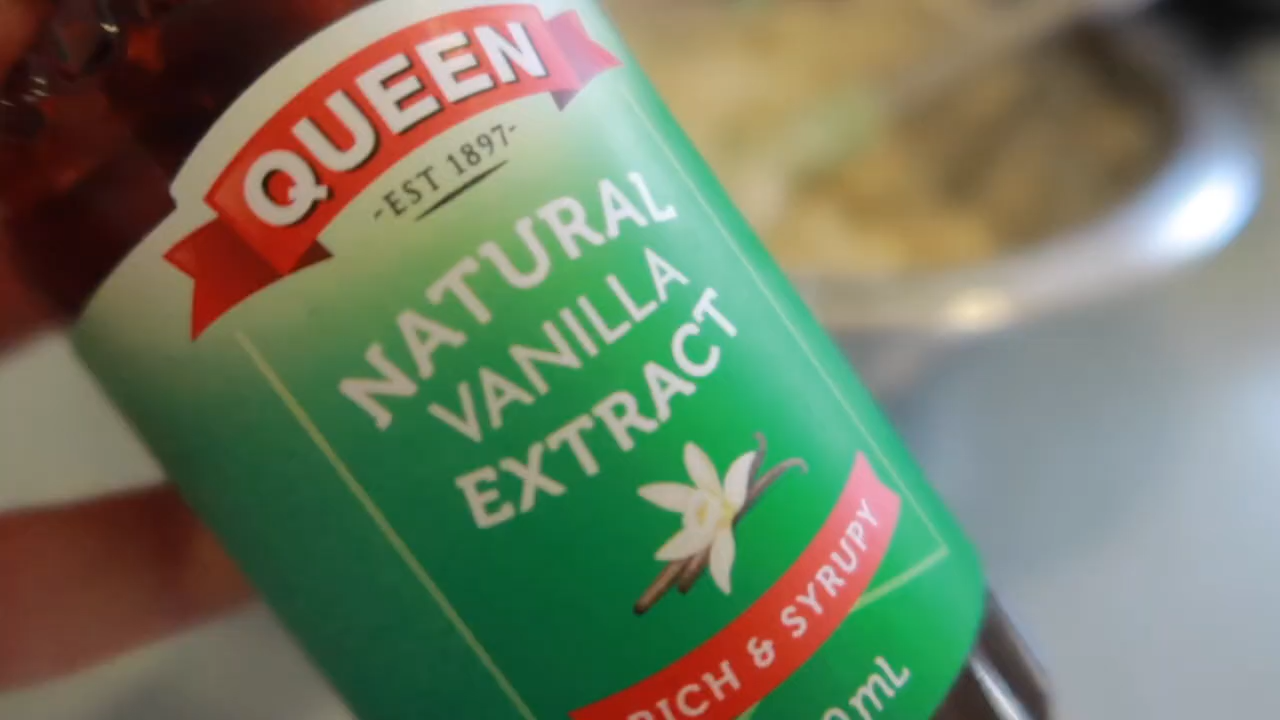 QUEEN
-EST 1897-
NATURAL
VANILLA
EXTRACT
RICH & SYRUPY